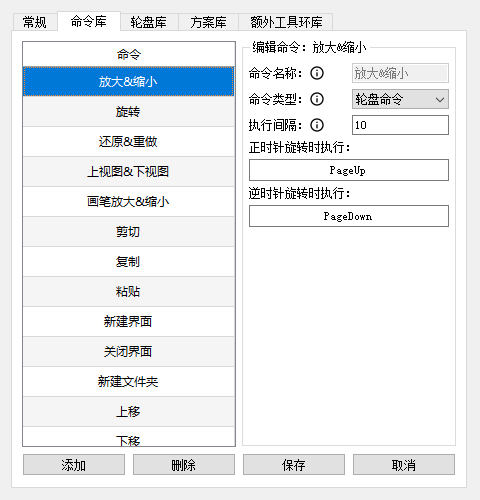 常规 命令库 轮盘库 方案库 额外工具环库
命令
放大&缩小
旋转
还原&重做
上视图&下视图
画笔放大&缩小
剪切
复制
粘贴
新建界面
关闭界面
新建文件夹
上移
下移
编辑命令：放大&缩小
命令名称： 放大&缩小
命令类型： 轮盘命令
执行间隔： 10
正时针旋转时执行：
PageUp
逆时针旋转时执行：
PageDown
添加 删除 保存 取消